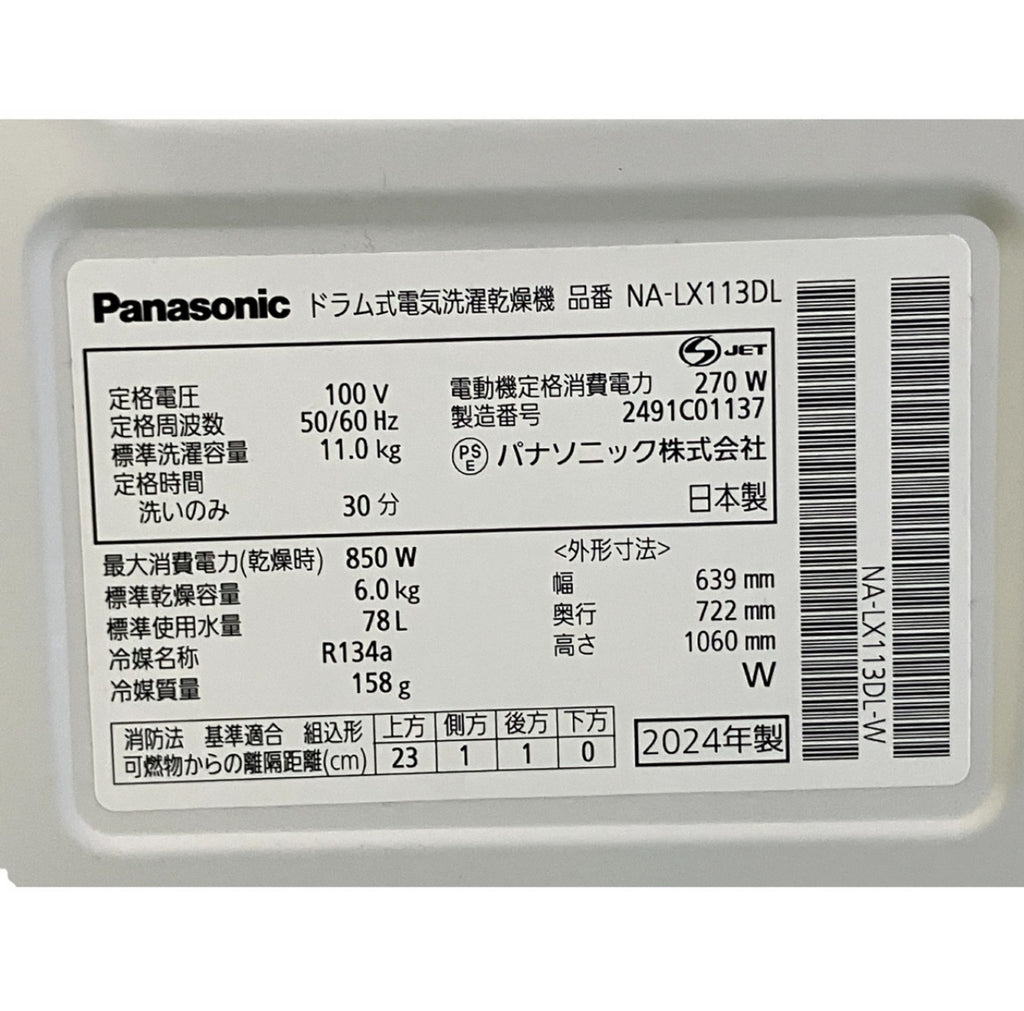 Panasonic ドラム式電気洗濯乾燥機 品番 NA-LX113DL
S JET
定格電圧 100 V
定格周波数 50/60 Hz
標準洗濯容量 11.0 kg
定格時間
洗いのみ 30 分
電動機定格消費電力 270 W
製造番号 2491C01137
PSE パナソニック株式会社
日本製
最大消費電力(乾燥時) 850 W
標準乾燥容量 6.0 kg
標準使用水量 78 L
冷媒名称 R134a
冷媒質量 158 g
<外形寸法>
幅 639 mm
奥行 722 mm
高さ 1060 mm
W
消防法 基準適合 組込形 上方 側方 後方 下方
可燃物からの離隔距離(cm) 23 1 1 0
2024年製
NA-LX113DL-W